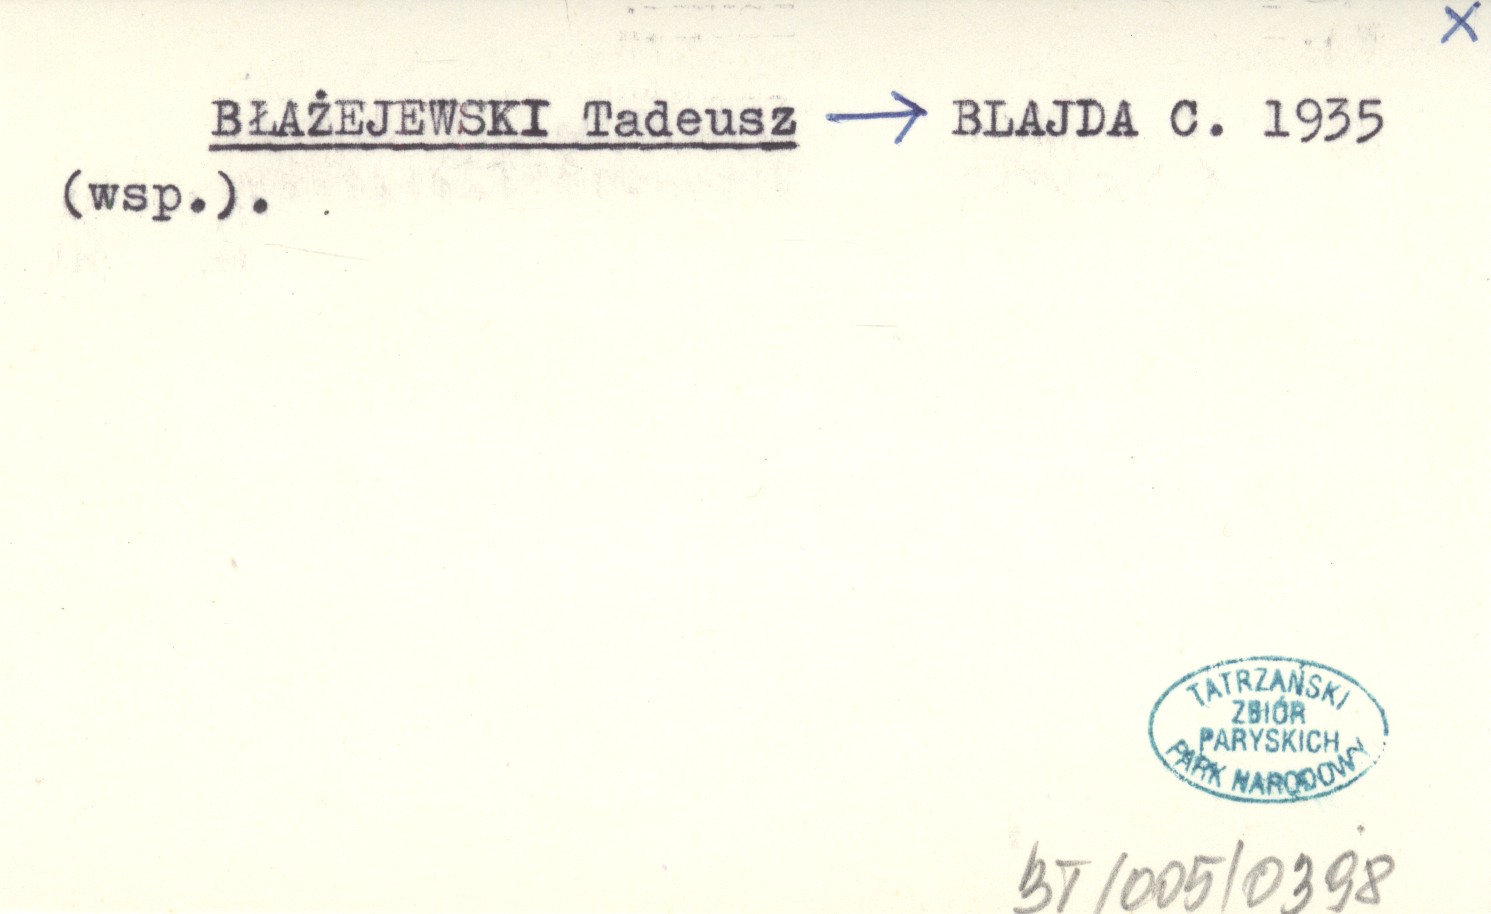 X
BŁAŻEJEWSKI Tadeusz → BLAJDA C. 1935
(wsp.).
TATRZAŃSKI
ZBIÓR
PARYSKICH
PARK NARODOWY
BT/005/0398